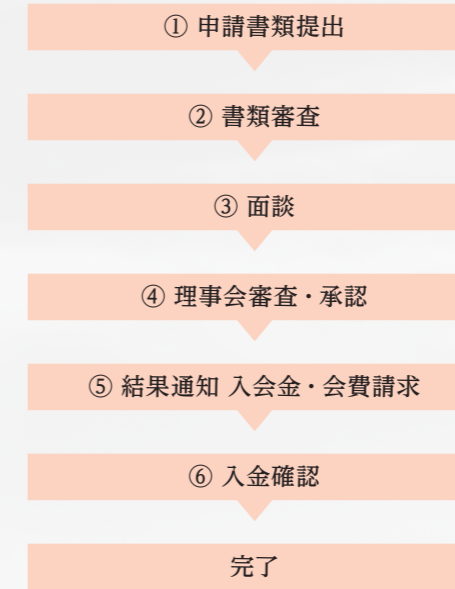 ① 申請書類提出
② 書類審査
③ 面談
④ 理事会審査・承認
⑤ 結果通知 入会金・会費請求
⑥ 入金確認
完了